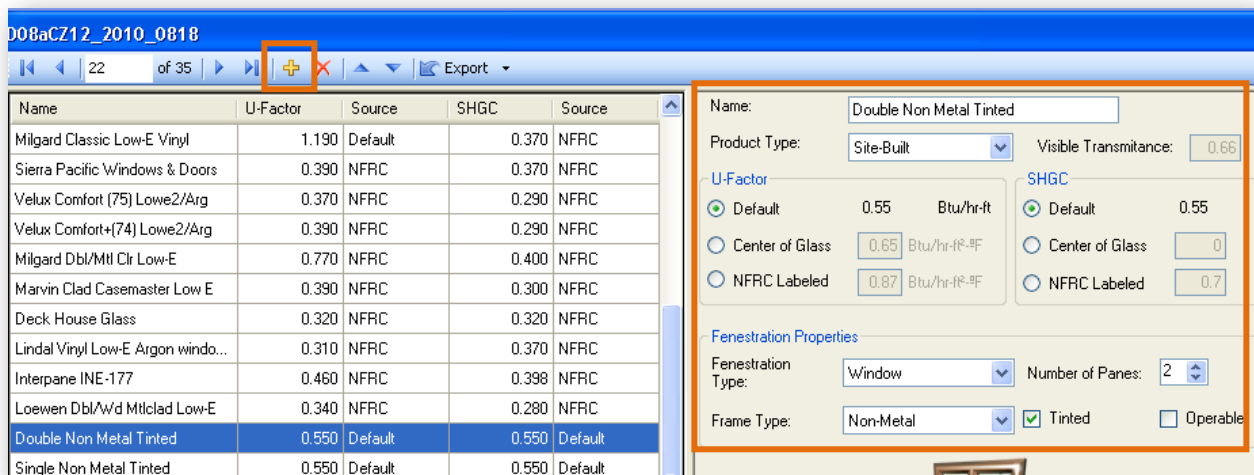 D08aCZ12_2010_0818
22 of 35 Export
Name U-Factor Source SHGC Source
Milgard Classic Low-E Vinyl 1.190 Default 0.370 NFRC
Sierra Pacific Windows & Doors 0.390 NFRC 0.370 NFRC
Velux Comfort (75) Lowe2/Arg 0.370 NFRC 0.290 NFRC
Velux Comfort+(74) Lowe2/Arg 0.390 NFRC 0.290 NFRC
Milgard Dbl/Mtl Clr Low-E 0.770 NFRC 0.400 NFRC
Marvin Clad Casemaster Low E 0.390 NFRC 0.300 NFRC
Deck House Glass 0.320 NFRC 0.320 NFRC
Lindal Vinyl Low-E Argon windo... 0.310 NFRC 0.370 NFRC
Interpane INE-177 0.460 NFRC 0.398 NFRC
Loewen Dbl/Wd Mtlclad Low-E 0.340 NFRC 0.280 NFRC
Double Non Metal Tinted 0.550 Default 0.550 Default
Single Non Metal Tinted 0.550 Default 0.550 Default
Name: Double Non Metal Tinted
Product Type: Site-Built Visible Transmitance: 0.66
U-Factor SHGC
Default 0.55 Btu/hr-ft Default 0.55
Center of Glass 0.65 Btu/hr-ft²-ºF Center of Glass 0
NFRC Labeled 0.87 Btu/hr-ft²-ºF NFRC Labeled 0.7
Fenestration Properties
Fenestration
Type: Window Number of Panes: 2
Frame Type: Non-Metal Tinted Operable